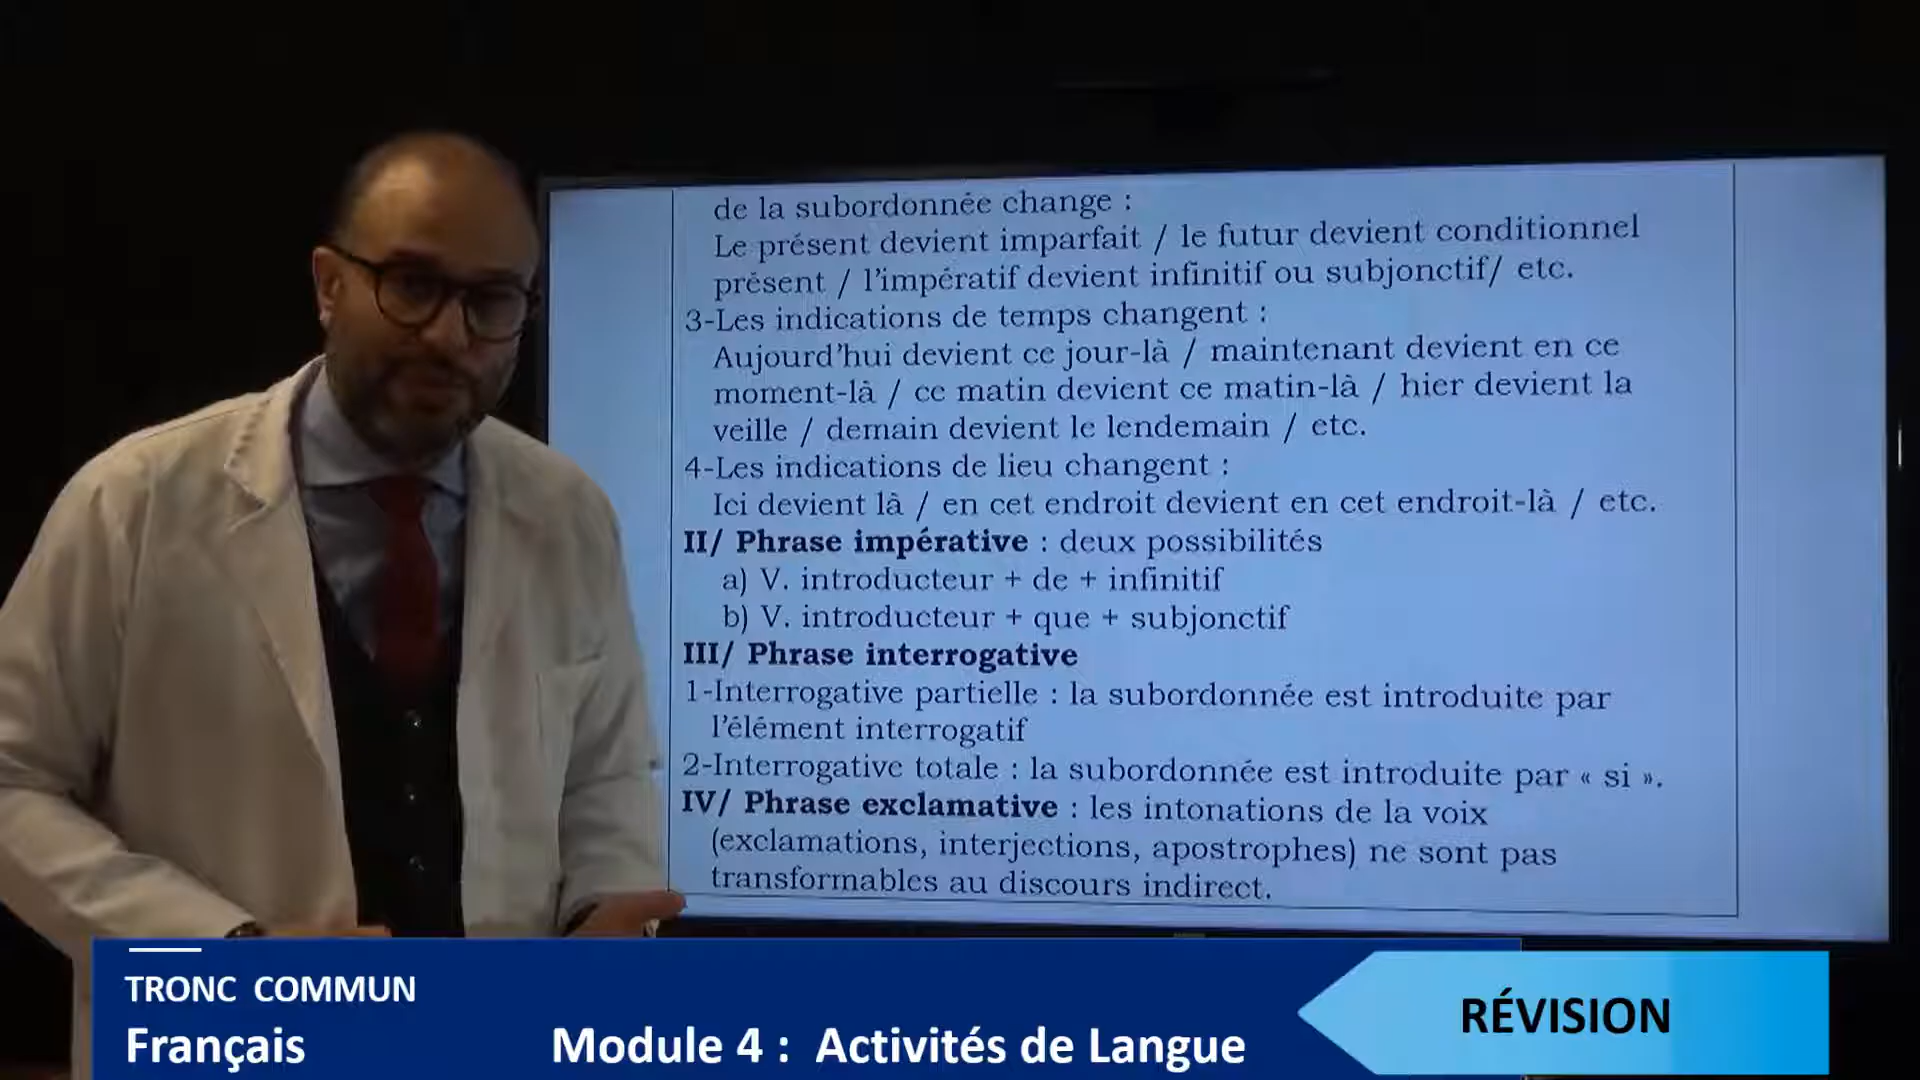 de la subordonnée change :
Le présent devient imparfait / le futur devient conditionnel
présent / l'impératif devient infinitif ou subjonctif/ etc.
3-Les indications de temps changent :
Aujourd'hui devient ce jour-là / maintenant devient en ce
moment-là / ce matin devient ce matin-là / hier devient la
veille / demain devient le lendemain / etc.
4-Les indications de lieu changent :
Ici devient là / en cet endroit devient en cet endroit-là / etc.
II/ Phrase impérative : deux possibilités
a) V. introducteur + de + infinitif
b) V. introducteur + que + subjonctif
III/ Phrase interrogative
1-Interrogative partielle : la subordonnée est introduite par
l'élément interrogatif
2-Interrogative totale : la subordonnée est introduite par « si ».
IV/ Phrase exclamative : les intonations de la voix
(exclamations, interjections, apostrophes) ne sont pas
transformables au discours indirect.
TRONC COMMUN
Français
Module 4 : Activités de Langue
RÉVISION